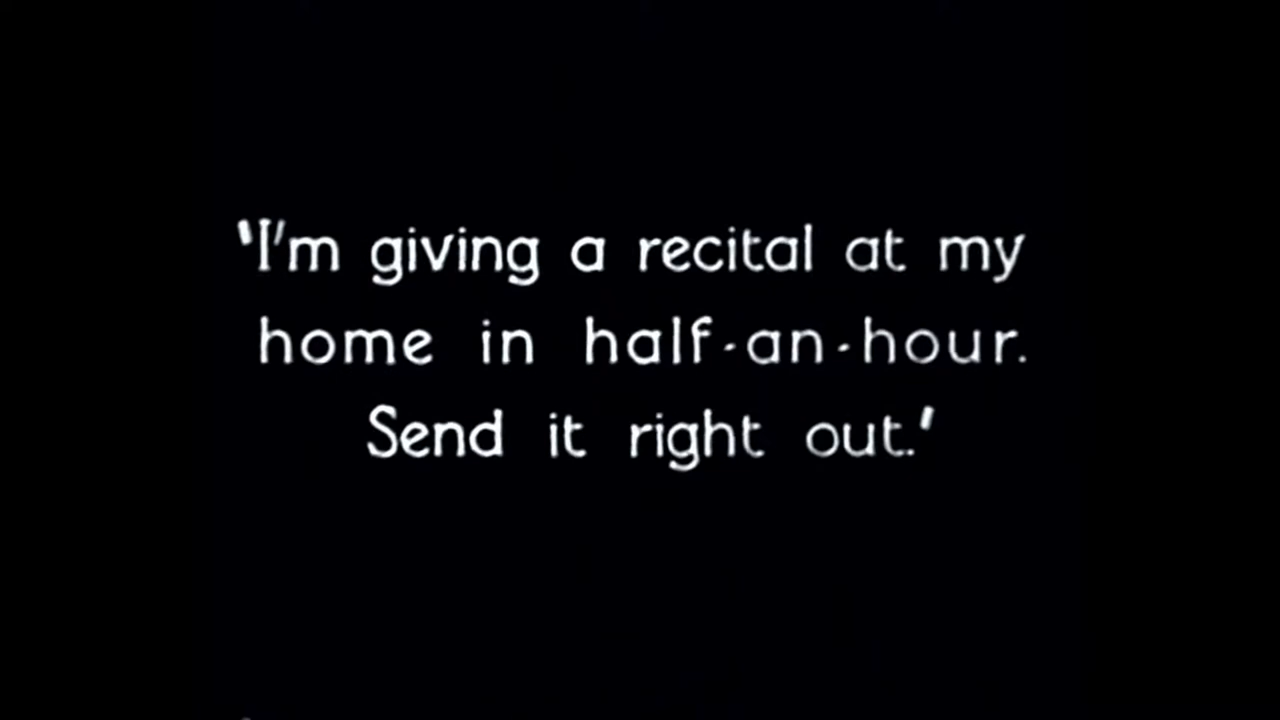 'I'm giving a recital at my
home in half-an-hour.
Send it right out.'